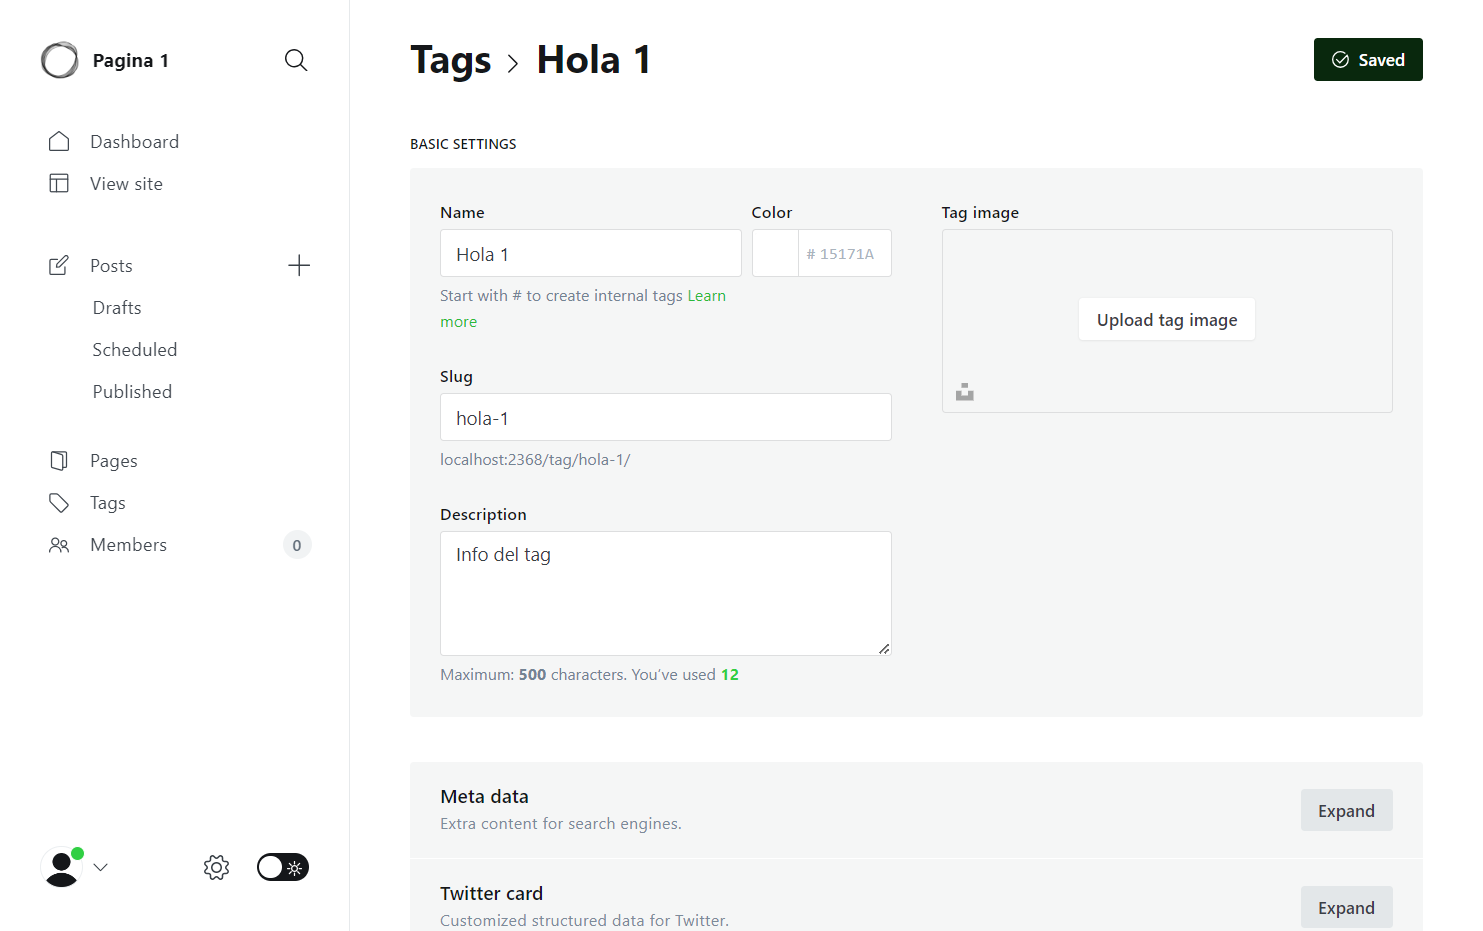 Pagina 1
Dashboard
View site
Posts
Drafts
Scheduled
Published
Pages
Tags
Members
0
Tags > Hola 1
Saved
BASIC SETTINGS
Name
Hola 1
Start with # to create internal tags Learn
more
Color
# 15171A
Slug
hola-1
localhost:2368/tag/hola-1/
Description
Info del tag
Maximum: 500 characters. You’ve used 12
Tag image
Upload tag image
Meta data
Extra content for search engines.
Expand
Twitter card
Customized structured data for Twitter.
Expand